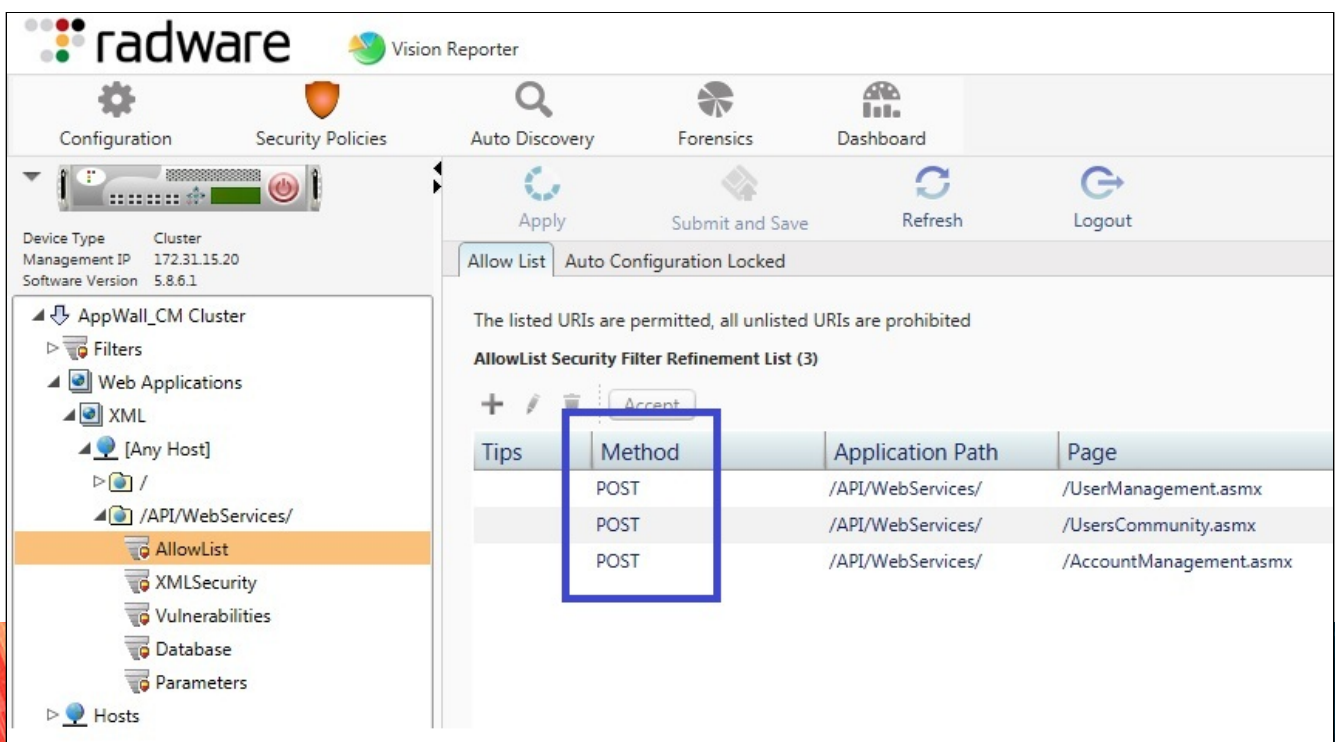 radware Vision Reporter
Configuration Security Policies Auto Discovery Forensics Dashboard
Apply Submit and Save Refresh Logout
Device Type Cluster
Management IP 172.31.15.20
Software Version 5.8.6.1
Allow List Auto Configuration Locked
AppWall_CM Cluster
Filters
Web Applications
XML
[Any Host]
/
/API/WebServices/
AllowList
XMLSecurity
Vulnerabilities
Database
Parameters
Hosts
The listed URIs are permitted, all unlisted URIs are prohibited
AllowList Security Filter Refinement List (3)
Accept
Tips Method Application Path Page
POST /API/WebServices/ /UserManagement.asmx
POST /API/WebServices/ /UsersCommunity.asmx
POST /API/WebServices/ /AccountManagement.asmx